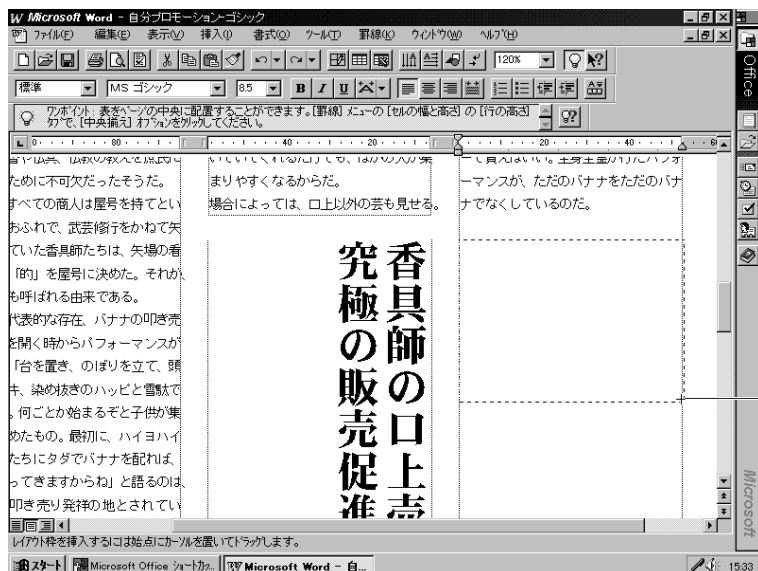 Microsoft Word - 自分プロモーション-ゴシック
ファイル(F) 編集(E) 表示(V) 挿入(I) 書式(O) ツール(T) 罫線(K) ウィンドウ(W) ヘルプ(H)
120%
標準 MS ゴシック 8.5 B I U
ワンポイント: 表をページの中央に配置することができます。[罫線] メニューの [セルの幅と高さ] の [行の高さ]
タブで、[中央揃え] オプションをクリックしてください。
ために不可欠だったそうだ。
すべての商人は屋号を持てとい
おふれで、武芸修行をかねて矢
ていた香具師たちは、矢場の看
「的」を屋号に決めた。それが、
も呼ばれる由来である。
代表的な存在、バナナの叩き売
を開く時からパフォーマンスが
「台を置き、のぼりを立て、頭
キ、染め抜きのハッピと雪駄で
。何ごとか始まるぞと子供が集
めたもの。最初に、ハイヨハイ
たちにタダでバナナを配れば、
ってきますからね」と語るのは、
叩き売り発祥の地とされてい
いていてくれるだけでも、ほかの人が集
まりやすくなるからだ。
場合によっては、口上以外の芸も見せる。
香具師の口上売
究極の販売促進
ーマンスが、ただのバナナをただのバナ
ナでなくしているのだ。
レイアウト枠を挿入するには始点にカーソルを置いてドラッグします。
スタート Microsoft Office ショートカッ.. Microsoft Word - 自... 15:33
Office
Microsoft